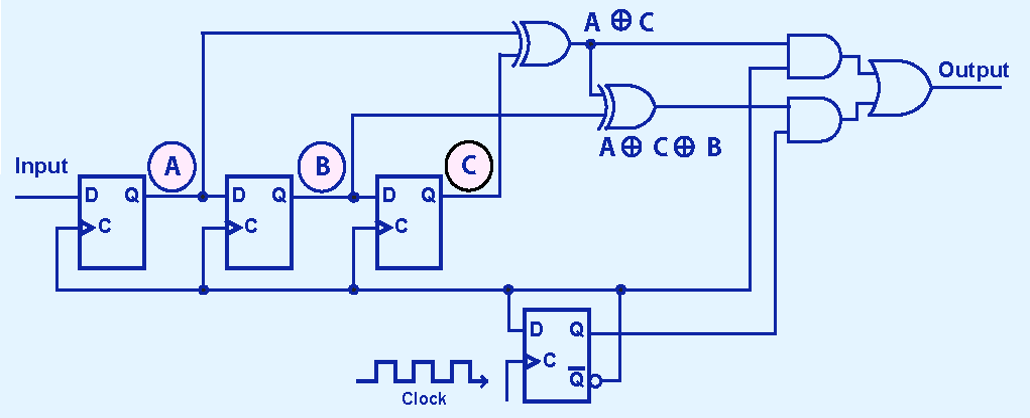 A ⊕ C
Output
A ⊕ C ⊕ B
Input
A
B
C
D Q
C
D Q
C
D Q
C
D Q
C
Q̅
Clock